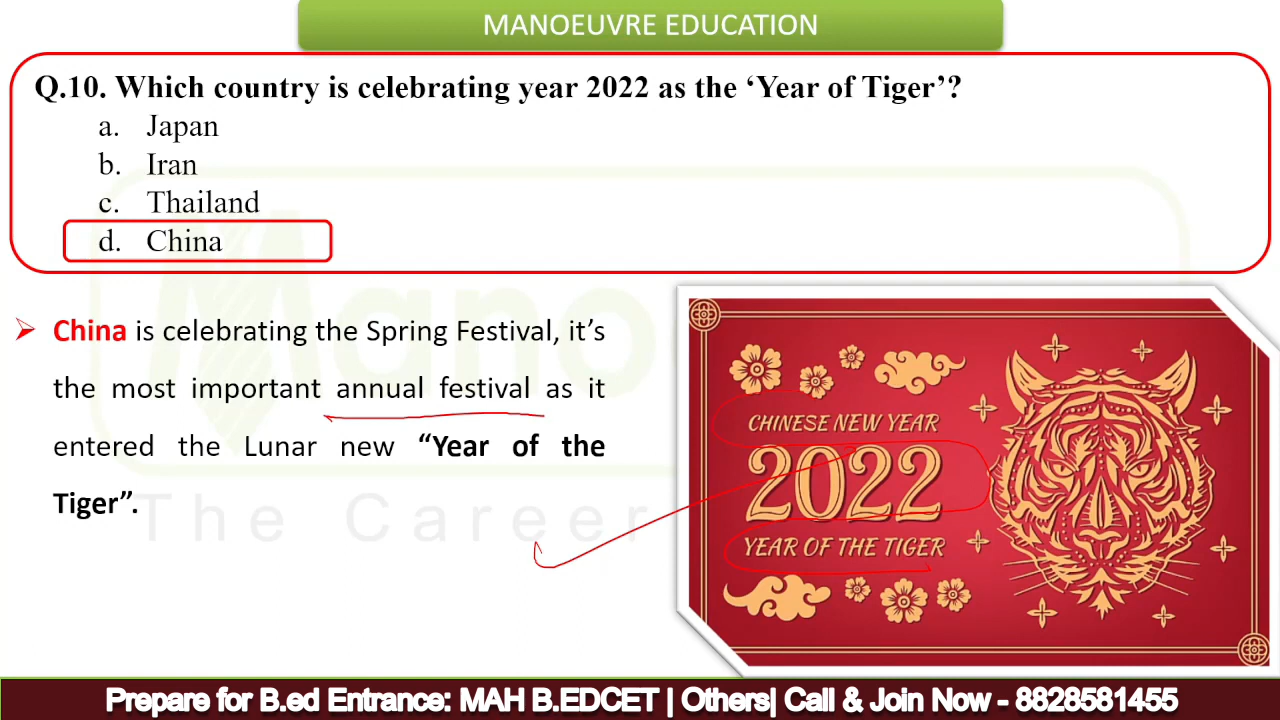 MANOEUVRE EDUCATION
Q.10. Which country is celebrating year 2022 as the ‘Year of Tiger’?
a. Japan
b. Iran
c. Thailand
d. China
➢ China is celebrating the Spring Festival, it’s
the most important annual festival as it
entered the Lunar new “Year of the
Tiger”.
CHINESE NEW YEAR
2022
YEAR OF THE TIGER
Mano
The Career
Prepare for B.ed Entrance: MAH B.EDCET | Others| Call & Join Now - 8828581455